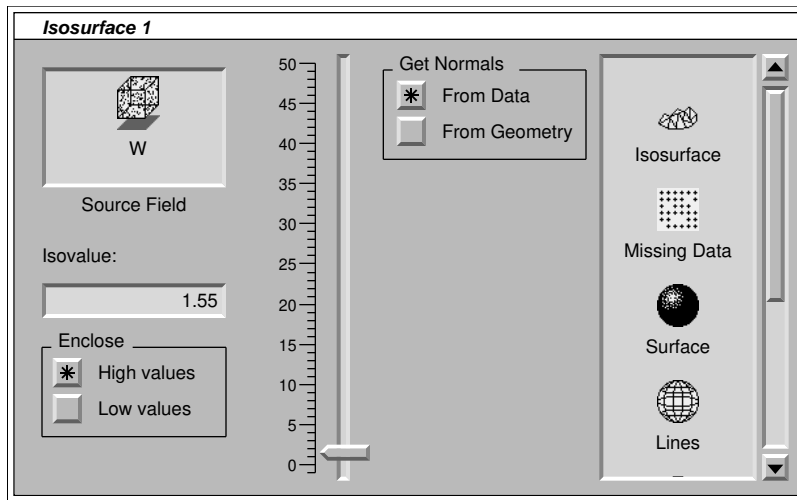 Isosurface 1
W
Source Field
Isovalue:
1.55
Enclose
High values
Low values
50
45
40
35
30
25
20
15
10
5
0
Get Normals
From Data
From Geometry
Isosurface
Missing Data
Surface
Lines